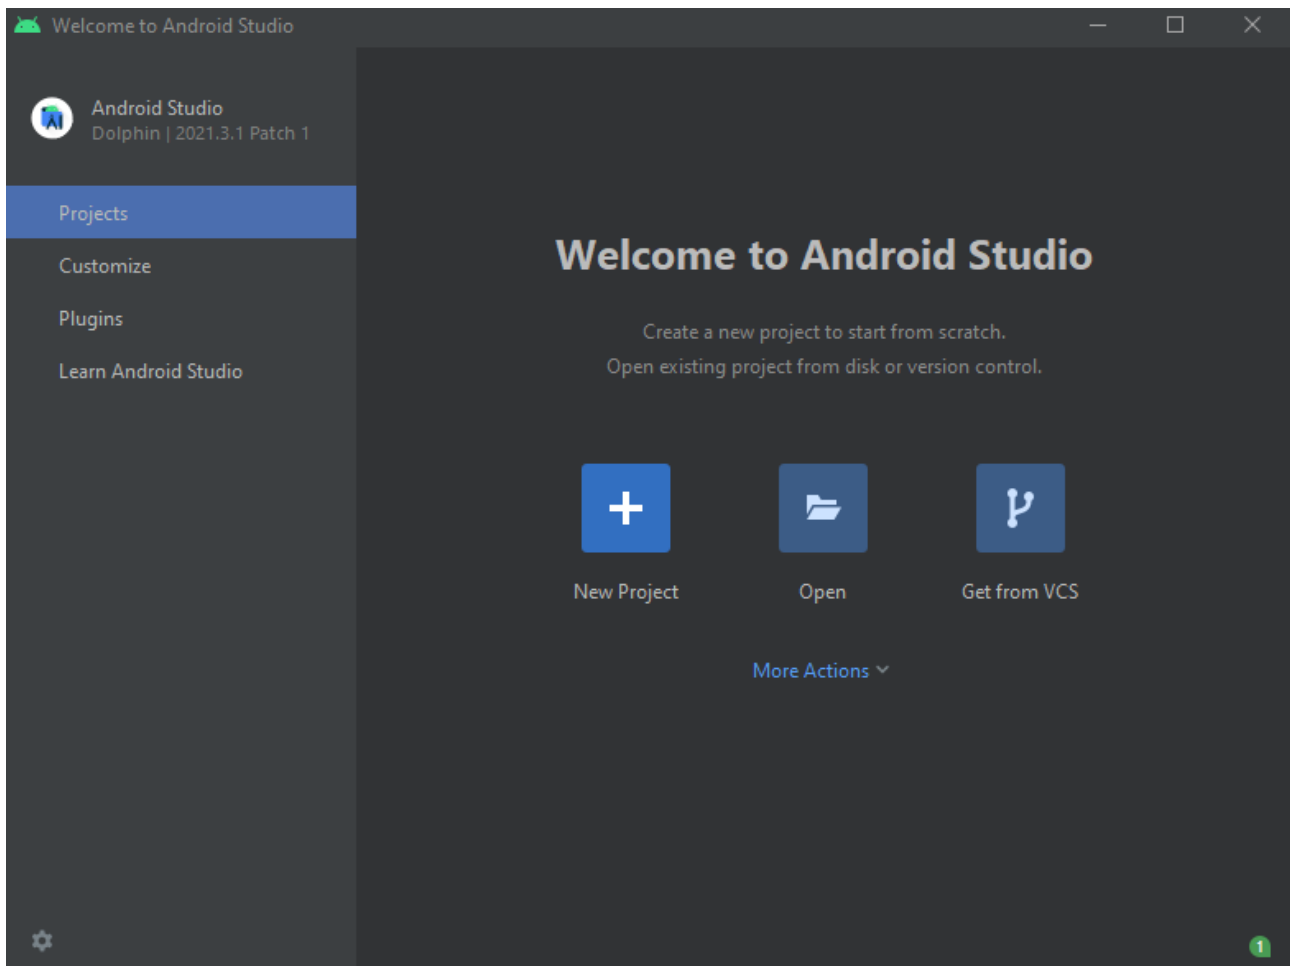 Welcome to Android Studio
Android Studio
Dolphin | 2021.3.1 Patch 1
Projects
Customize
Plugins
Learn Android Studio
Welcome to Android Studio
Create a new project to start from scratch.
Open existing project from disk or version control.
New Project
Open
Get from VCS
More Actions
1